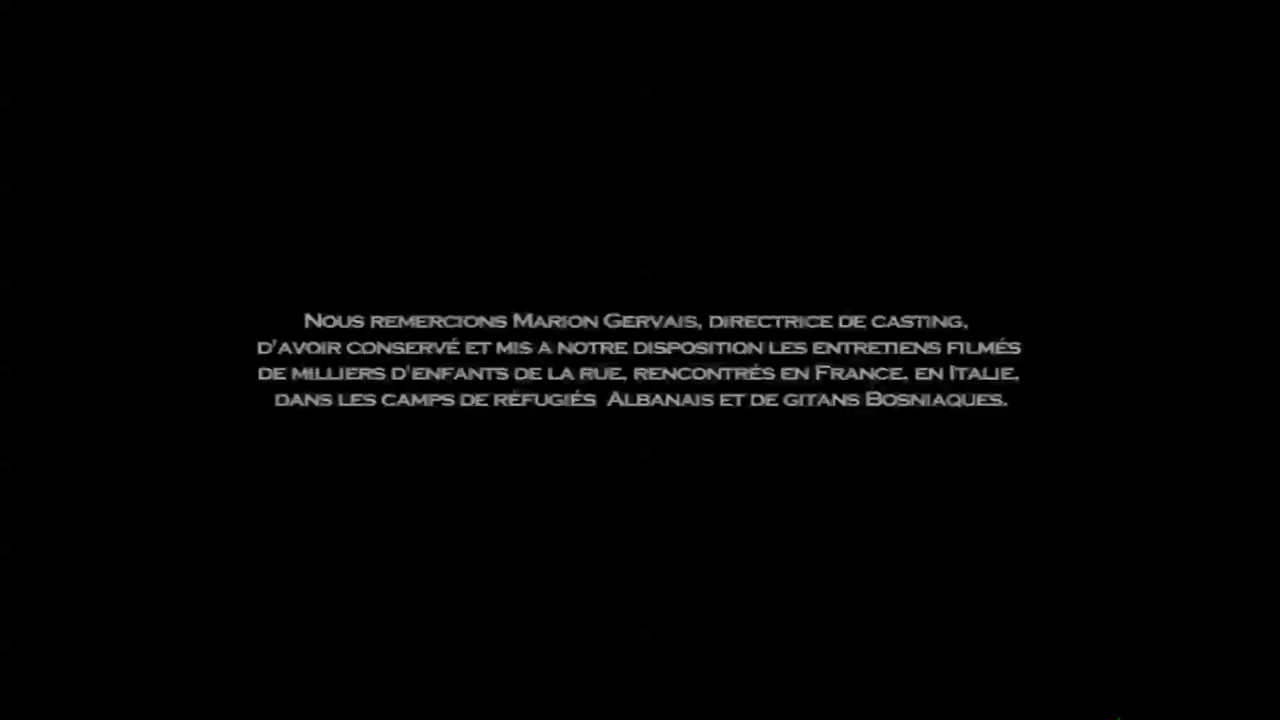 Nous remercions Marion Gervais, directrice de casting,
d'avoir conservé et mis a notre disposition les entretiens filmés
de milliers d'enfants de la rue, rencontrés en France, en Italie,
dans les camps de réfugiés Albanais et de gitans Bosniaques.